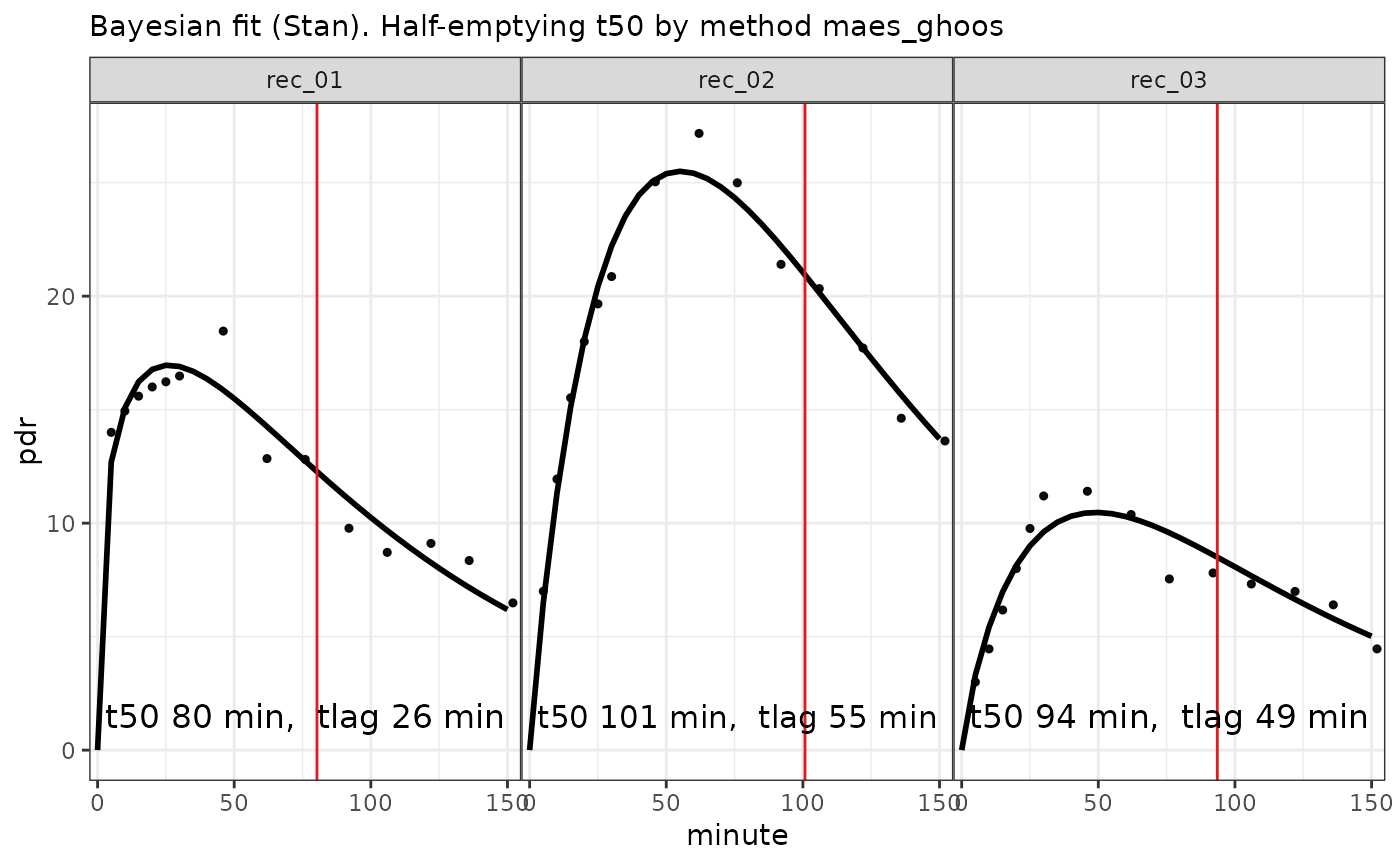 Bayesian fit (Stan). Half-emptying t50 by method maes_ghoos
rec_01 rec_02 rec_03
20
10
0
pdr
t50 80 min, tlag 26 min t50 101 min, tlag 55 min t50 94 min, tlag 49 min
0 50 100 150 0 50 100 150 0 50 100 150
minute